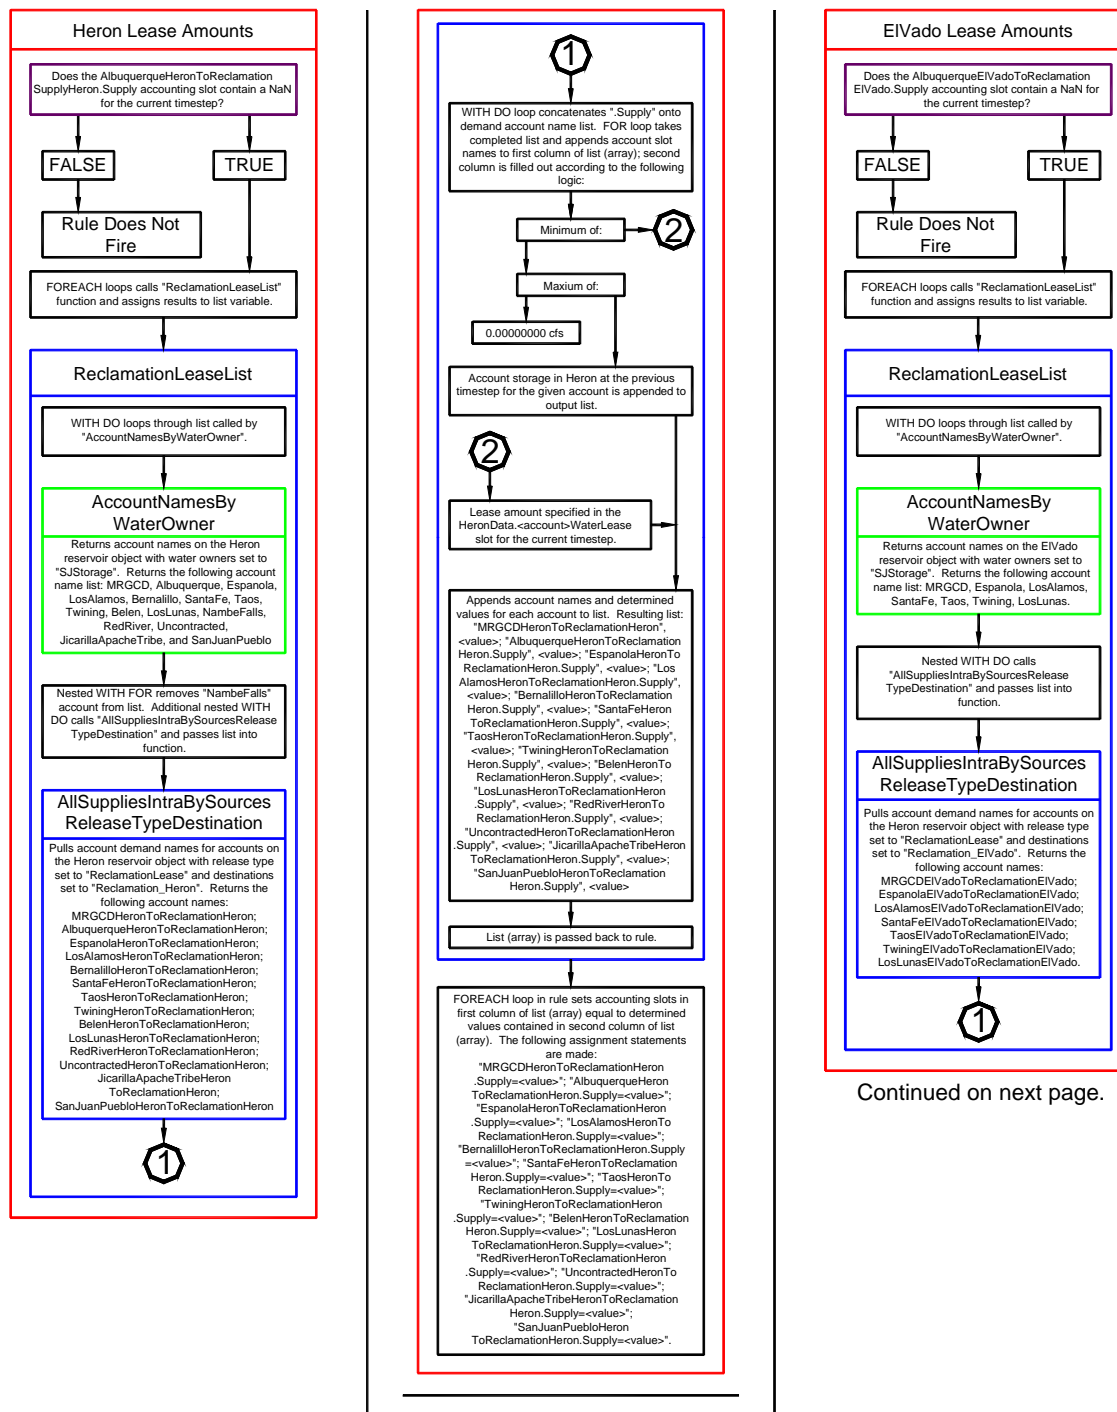 Heron Lease Amounts
Does the AlbuquerqueHeronToReclamation
SupplyHeron.Supply accounting slot contain a NaN
for the current timestep?
FALSE
TRUE
Rule Does Not
Fire
FOREACH loops calls "ReclamationLeaseList"
function and assigns results to list variable.
ReclamationLeaseList
WITH DO loops through list called by
"AccountNamesByWaterOwner".
AccountNamesBy
WaterOwner
Returns account names on the Heron
reservoir object with water owners set to
"SJStorage".  Returns the following account
name list: MRGCD, Albuquerque, Espanola,
LosAlamos, Bernalillo, SantaFe, Taos,
Twining, Belen, LosLunas, NambeFalls,
RedRiver, Uncontracted,
JicarillaApacheTribe, and SanJuanPueblo
Nested WITH FOR removes "NambeFalls"
account from list.  Additional nested WITH
DO calls "AllSuppliesIntraBySourcesRelease
TypeDestination" and passes list into
function.
AllSuppliesIntraBySources
ReleaseTypeDestination
Pulls account demand names for accounts on
the Heron reservoir object with release type
set to "ReclamationLease" and destinations
set to "Reclamation_Heron".  Returns the
following account names:
MRGCDHeronToReclamationHeron;
AlbuquerqueHeronToReclamationHeron;
EspanolaHeronToReclamationHeron;
LosAlamosHeronToReclamationHeron;
BernalilloHeronToReclamationHeron;
SantaFeHeronToReclamationHeron;
TaosHeronToReclamationHeron;
TwiningHeronToReclamationHeron;
BelenHeronToReclamationHeron;
LosLunasHeronToReclamationHeron;
RedRiverHeronToReclamationHeron;
UncontractedHeronToReclamationHeron;
JicarillaApacheTribeHeron
ToReclamationHeron;
SanJuanPuebloHeronToReclamationHeron
1
1
WITH DO loop concatenates ".Supply" onto
demand account name list.  FOR loop takes
completed list and appends account slot
names to first column of list (array); second
column is filled out according to the following
logic:
Minimum of:
2
Maxium of:
0.00000000 cfs
Account storage in Heron at the previous
timestep for the given account is appended to
output list.
2
Lease amount specified in the
HeronData.<account>WaterLease
slot for the current timestep.
Appends account names and determined
values for each account to list.  Resulting list:
"MRGCDHeronToReclamationHeron",
<value>; "AlbuquerqueHeronToReclamation
Heron.Supply", <value>; "EspanolaHeronTo
ReclamationHeron.Supply", <value>; "Los
AlamosHeronToReclamationHeron.Supply",
<value>; "BernalilloHeronToReclamation
Heron.Supply", <value>; "SantaFeHeron
ToReclamationHeron.Supply", <value>;
"TaosHeronToReclamationHeron.Supply",
<value>; "TwiningHeronToReclamation
Heron.Supply", <value>; "BelenHeronTo
ReclamationHeron.Supply", <value>;
"LosLunasHeronToReclamationHeron
.Supply", <value>; "RedRiverHeronTo
ReclamationHeron.Supply", <value>;
"UncontractedHeronToReclamationHeron
.Supply", <value>; "JicarillaApacheTribeHeron
ToReclamationHeron.Supply", <value>;
"SanJuanPuebloHeronToReclamation
Heron.Supply", <value>
List (array) is passed back to rule.
FOREACH loop in rule sets accounting slots in
first column of list (array) equal to determined
values contained in second column of list
(array).  The following assignment statements
are made:
"MRGCDHeronToReclamationHeron
.Supply=<value>"; "AlbuquerqueHeron
ToReclamationHeron.Supply=<value>";
"EspanolaHeronToReclamationHeron
.Supply=<value>"; "LosAlamosHeronTo
ReclamationHeron.Supply=<value>";
"BernalilloHeronToReclamationHeron.Supply
=<value>"; "SantaFeHeronToReclamation
Heron.Supply=<value>"; "TaosHeronTo
ReclamationHeron.Supply=<value>";
"TwiningHeronToReclamationHeron
.Supply=<value>"; "BelenHeronToReclamation
Heron.Supply=<value>"; "LosLunasHeron
ToReclamationHeron.Supply=<value>";
"RedRiverHeronToReclamationHeron
.Supply=<value>"; "UncontractedHeronTo
ReclamationHeron.Supply=<value>";
"JicarillaApacheTribeHeronToReclamation
Heron.Supply=<value>";
"SanJuanPuebloHeron
ToReclamationHeron.Supply=<value>".
ElVado Lease Amounts
Does the AlbuquerqueElVadoToReclamation
ElVado.Supply accounting slot contain a NaN for
the current timestep?
FALSE
TRUE
Rule Does Not
Fire
FOREACH loops calls "ReclamationLeaseList"
function and assigns results to list variable.
ReclamationLeaseList
WITH DO loops through list called by
"AccountNamesByWaterOwner".
AccountNamesBy
WaterOwner
Returns account names on the ElVado
reservoir object with water owners set to
"SJStorage".  Returns the following account
name list: MRGCD, Espanola, LosAlamos,
SantaFe, Taos, Twining, LosLunas.
Nested WITH DO calls
"AllSuppliesIntraBySourcesRelease
TypeDestination" and passes list into
function.
AllSuppliesIntraBySources
ReleaseTypeDestination
Pulls account demand names for accounts on
the Heron reservoir object with release type
set to "ReclamationLease" and destinations
set to "Reclamation_ElVado".  Returns the
following account names:
MRGCDElVadoToReclamationElVado;
EspanolaElVadoToReclamationElVado;
LosAlamosElVadoToReclamationElVado;
SantaFeElVadoToReclamationElVado;
TaosElVadoToReclamationElVado;
TwiningElVadoToReclamationElVado;
LosLunasElVadoToReclamationElVado.
1
Continued on next page.